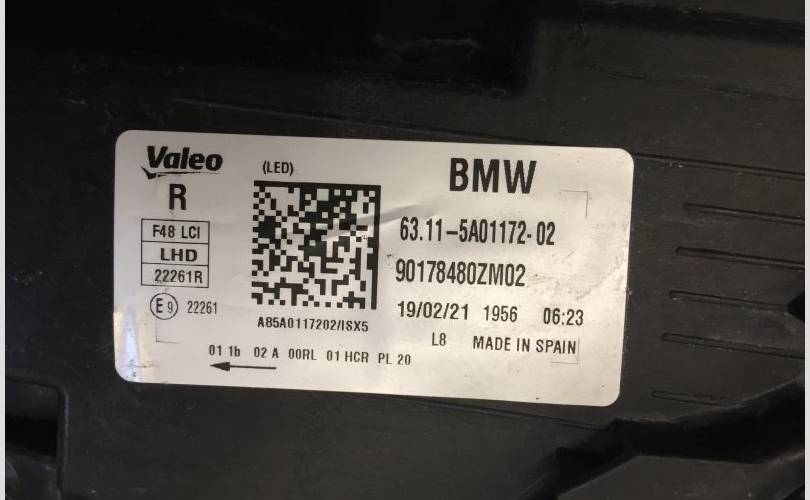 Valeo
R
F48 LCI
LHD
22261R
E9 22261
(LED)
A85A0117202/ISX5
BMW
63.11-5A01172-02
90178480ZM02
19/02/21 1956 06:23
L8 MADE IN SPAIN
01 1b 02 A 00RL 01 HCR PL 20